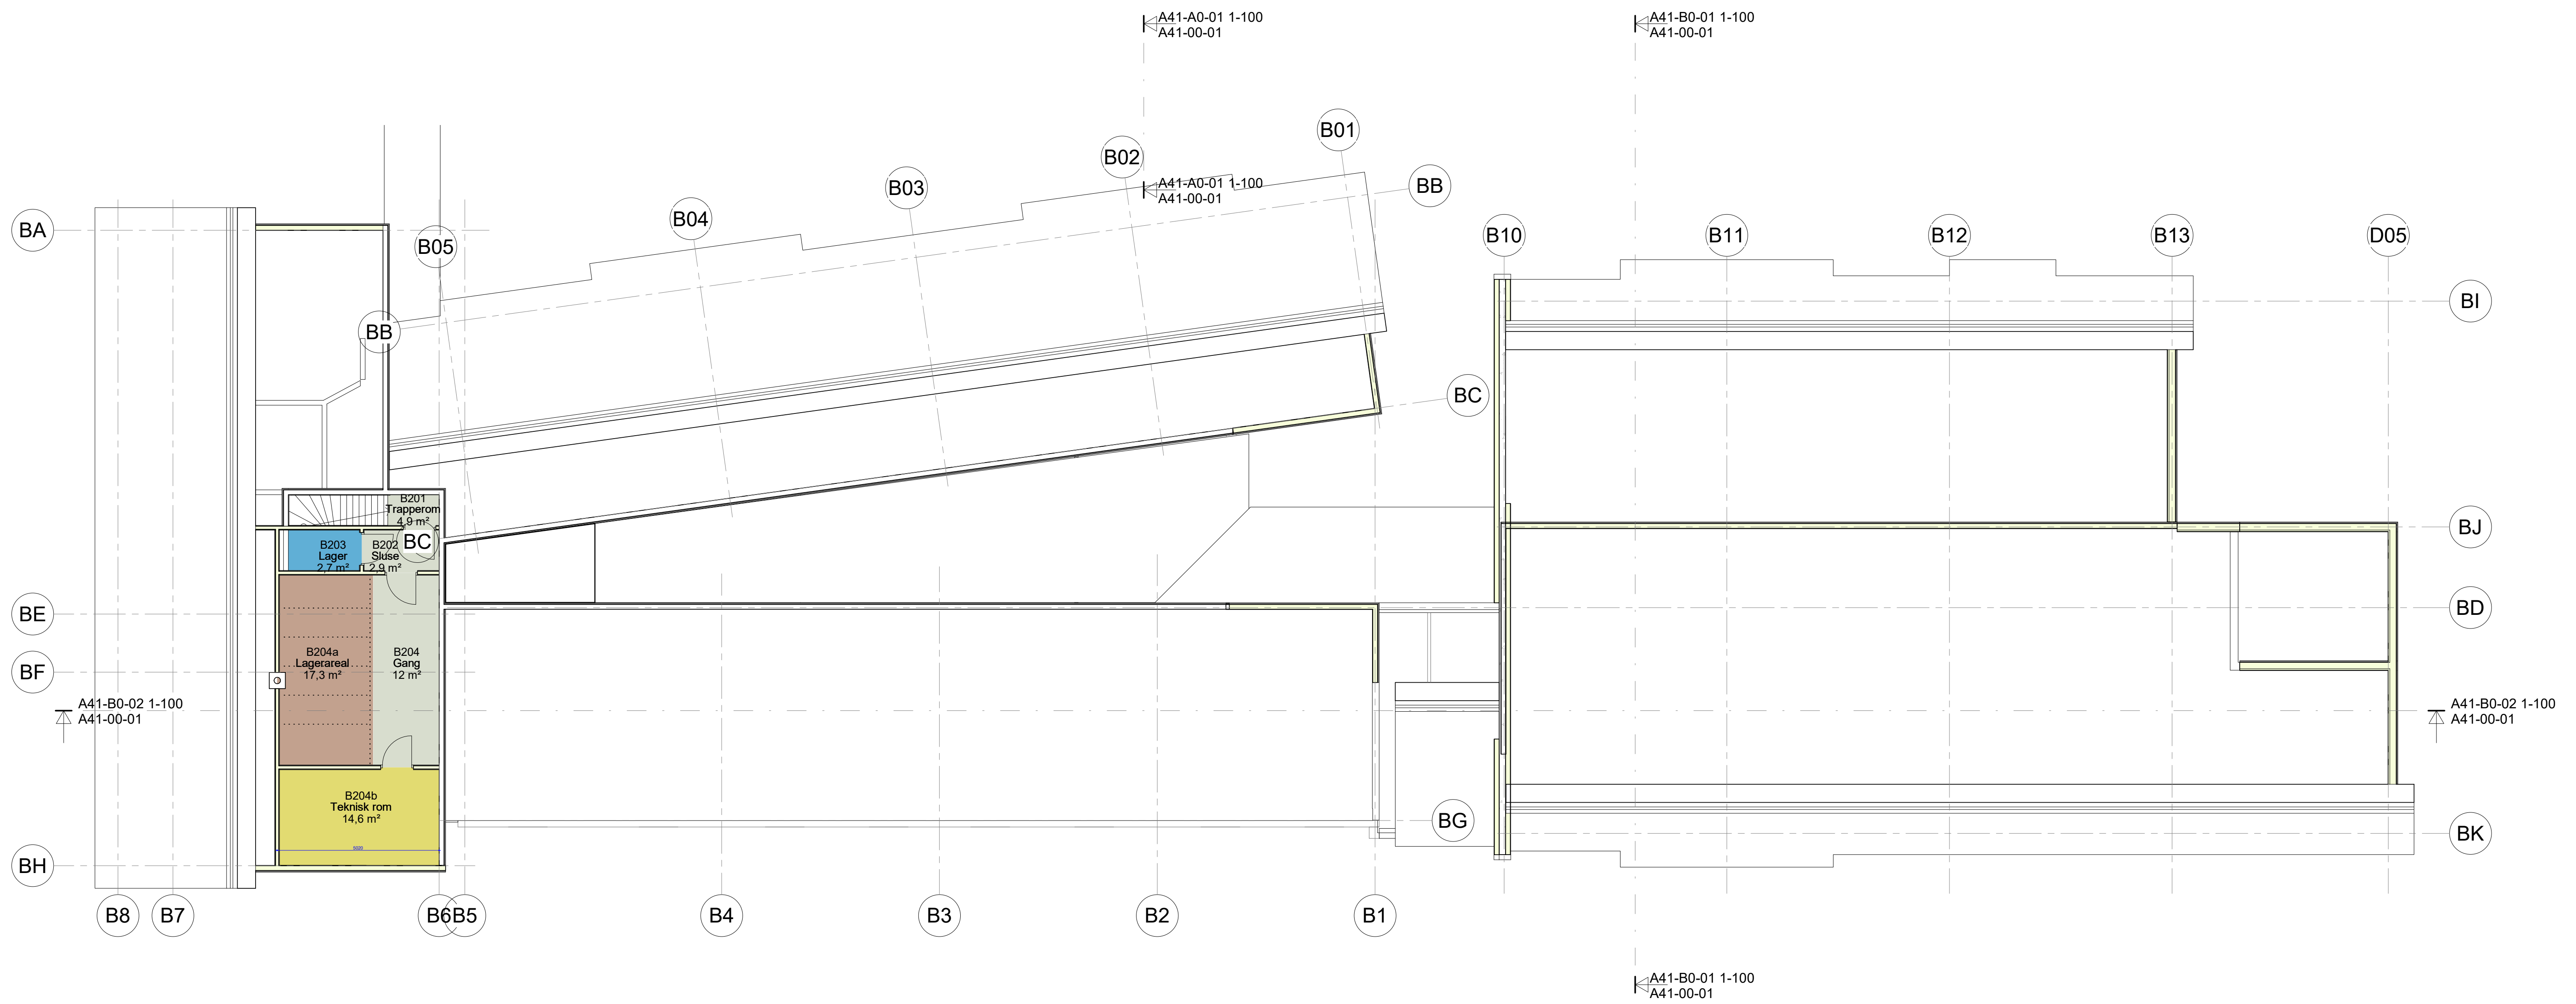 A41-A0-01 1-100
A41-00-01
A41-B0-01 1-100
A41-00-01
B01
B02
A41-A0-01 1-100
A41-00-01
B03
BB
B04
BA
B05
B10
B11
B12
B13
D05
BI
BB
BC
B201
Trapperom
4,9 m²
BJ
BC
B203
Lager
2,7 m²
B202
Sluse
2,9 m²
BE
BD
B204a
Lagerareal
17,3 m²
B204
Gang
12 m²
BF
A41-B0-02 1-100
A41-00-01
A41-B0-02 1-100
A41-00-01
B204b
Teknisk rom
14,6 m²
BG
BK
5020
BH
B8
B7
B6
B5
B4
B3
B2
B1
A41-B0-01 1-100
A41-00-01